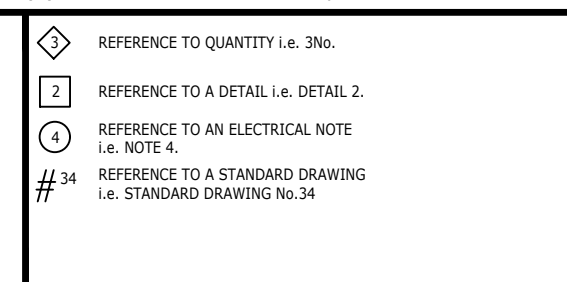 3 REFERENCE TO QUANTITY i.e. 3No.
2 REFERENCE TO A DETAIL i.e. DETAIL 2.
4 REFERENCE TO AN ELECTRICAL NOTE
i.e. NOTE 4.
# 34 REFERENCE TO A STANDARD DRAWING
i.e. STANDARD DRAWING No.34